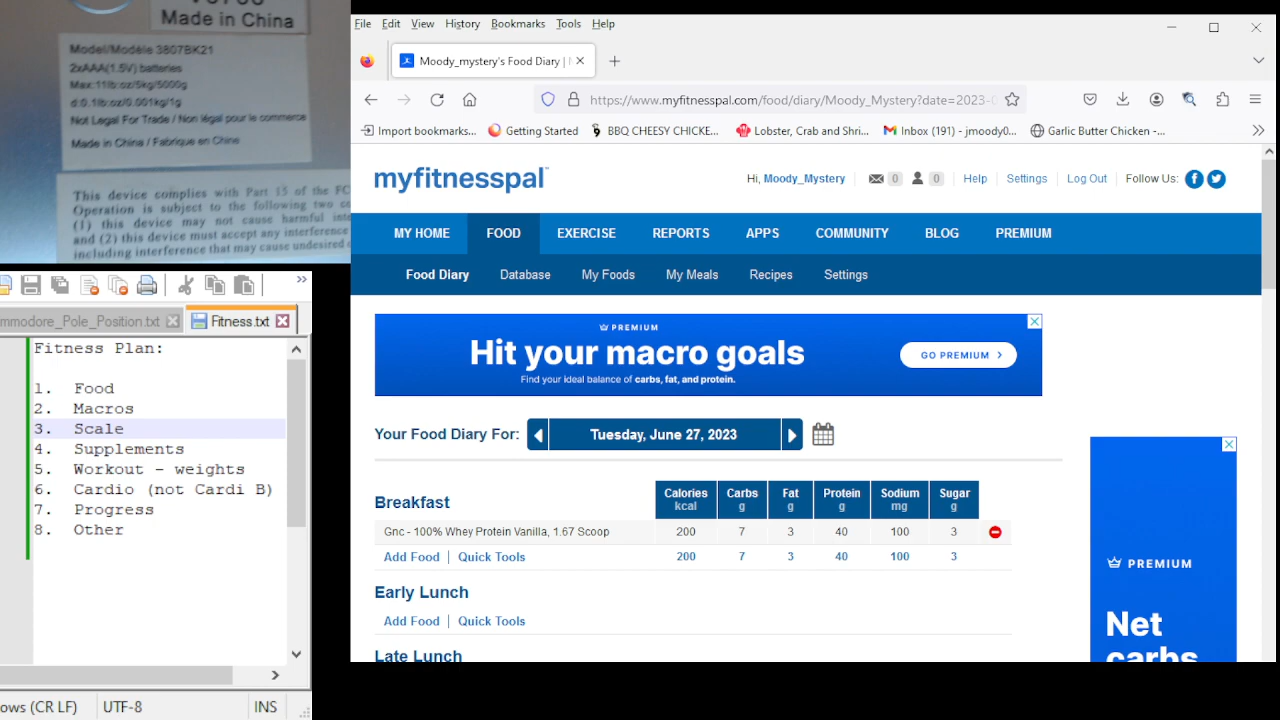 Made in China
Model/Modèle 3807BK21
2xAAA(1.5V) batteries
Max:11lb:oz/5kg/5000g
d:0.1lb:oz/0.001kg/1g
Not Legal For Trade / Non légal pour le commerce
Made in China / Fabriqué en Chine
This device complies with Part 15 of the FC
Operation is subject to the following two co
(1) this device may not cause harmful inte
and (2) this device must accept any interference
including interference that may cause undesired
mmodore_Pole_Position.txt
Fitness.txt
Fitness Plan:
1. Food
2. Macros
3. Scale
4. Supplements
5. Workout - weights
6. Cardio (not Cardi B)
7. Progress
8. Other
ows (CR LF) UTF-8 INS
File Edit View History Bookmarks Tools Help
Moody_mystery's Food Diary |
https://www.myfitnesspal.com/food/diary/Moody_Mystery?date=2023-0
Import bookmarks... Getting Started BBQ CHEESY CHICKE... Lobster, Crab and Shri... Inbox (191) - jmoody0... Garlic Butter Chicken -...
myfitnesspal
Hi, Moody_Mystery 0 0 Help Settings Log Out Follow Us:
MY HOME FOOD EXERCISE REPORTS APPS COMMUNITY BLOG PREMIUM
Food Diary Database My Foods My Meals Recipes Settings
PREMIUM
Hit your macro goals
Find your ideal balance of carbs, fat, and protein.
GO PREMIUM >
Your Food Diary For: Tuesday, June 27, 2023
Breakfast Calories kcal Carbs g Fat g Protein g Sodium mg Sugar g
Gnc - 100% Whey Protein Vanilla, 1.67 Scoop 200 7 3 40 100 3
Add Food | Quick Tools 200 7 3 40 100 3
Early Lunch
Add Food | Quick Tools
Late Lunch
PREMIUM
Net
carbs